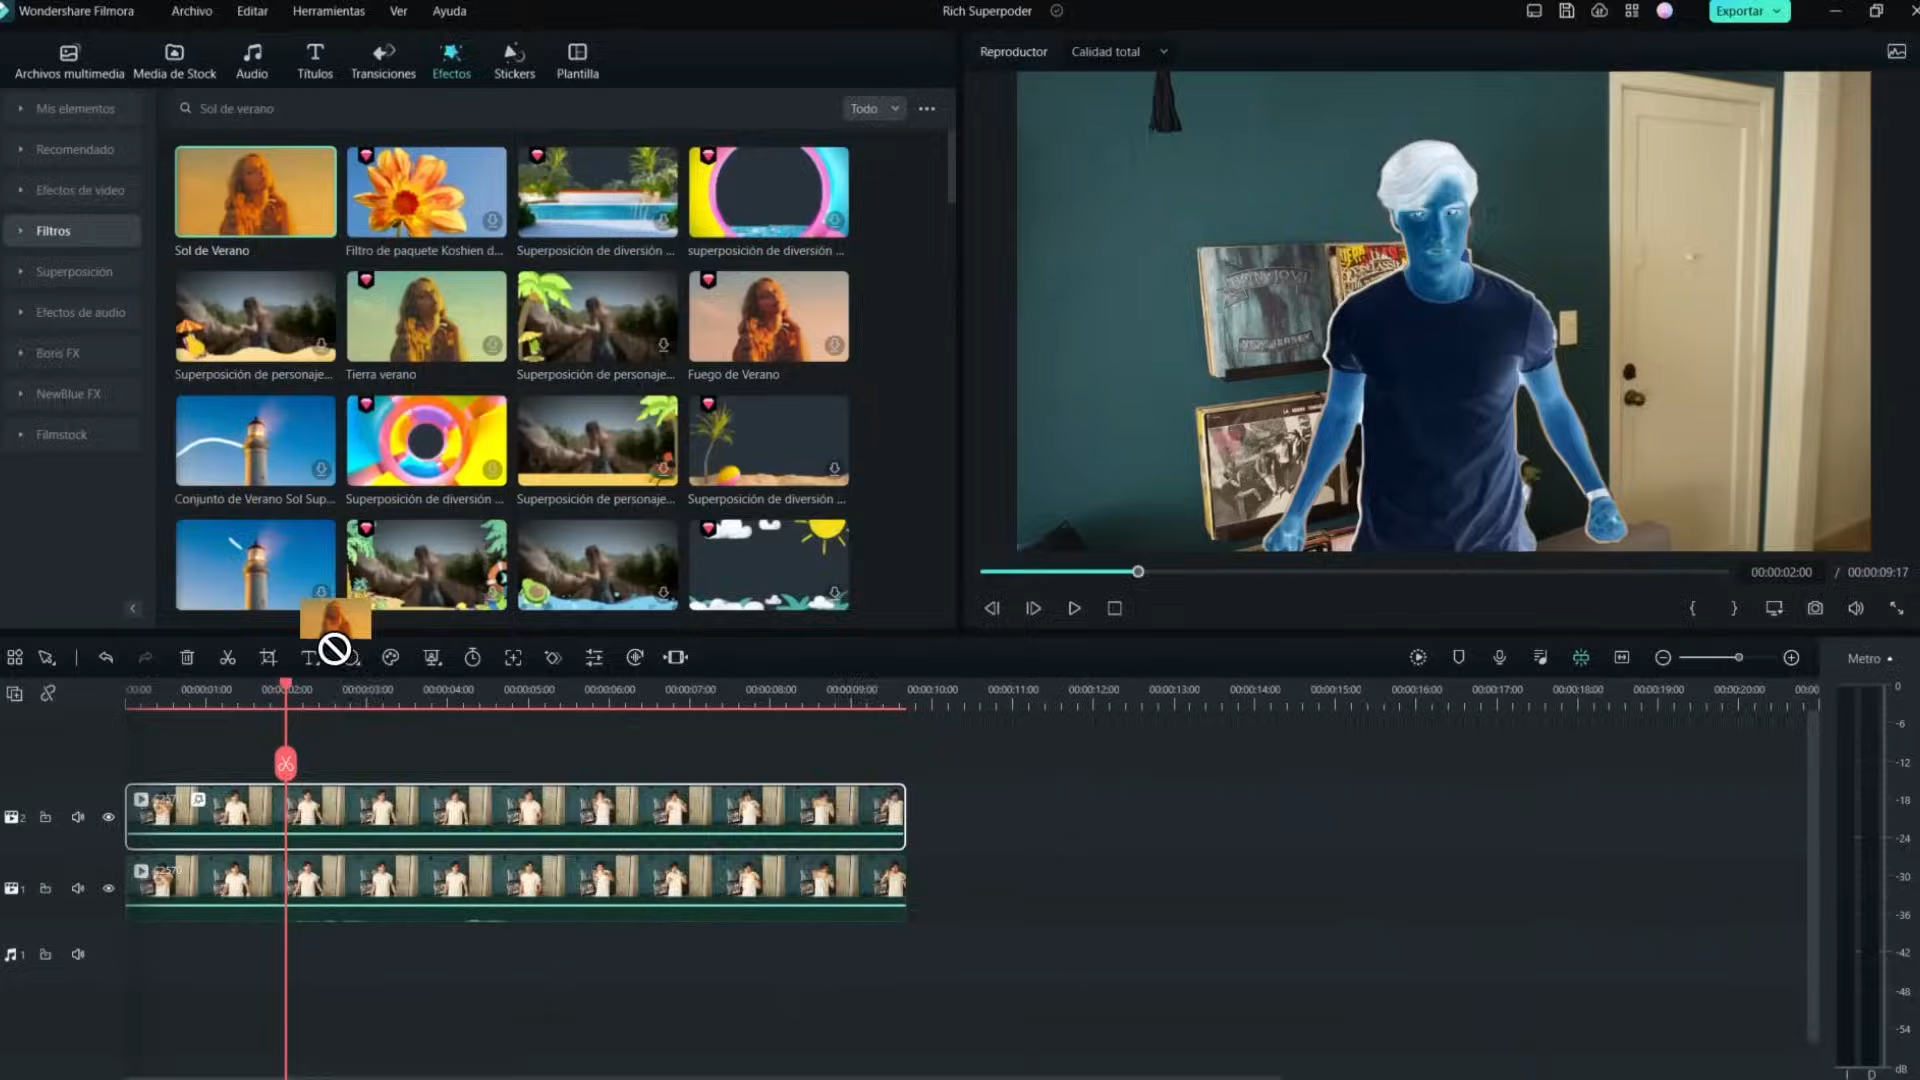 Wondershare Filmora Archivo Editar Herramientas Ver Ayuda Rich Superpoder Exportar
Archivos multimedia Media de Stock Audio Títulos Transiciones Efectos Stickers Plantilla
Reproductor Calidad total
Mis elementos
Recomendado
Efectos de video
Filtros
Superposición
Efectos de audio
Boris FX
NewBlue FX
Filmstock
Sol de verano Todo
Sol de Verano Filtro de paquete Koshien d... Superposición de diversión ... superposición de diversión ...
Superposición de personaje... Tierra verano Superposición de personaje... Fuego de Verano
Conjunto de Verano Sol Sup... Superposición de diversión ... Superposición de personaje... Superposición de diversión ...
BON JOVI
NEW JERSEY
00:00:02:00 / 00:00:09:17
Metro
00:00 00:00:01:00 00:00:02:00 00:00:03:00 00:00:04:00 00:00:05:00 00:00:06:00 00:00:07:00 00:00:08:00 00:00:09:00 00:00:10:00 00:00:11:00 00:00:12:00 00:00:13:00 00:00:14:00 00:00:15:00 00:00:16:00 00:00:17:00 00:00:18:00 00:00:19:00 00:00:20:00 00:00
2
1
1
0
-6
-12
-18
-24
-30
-36
-42
-48
-54
dB
D